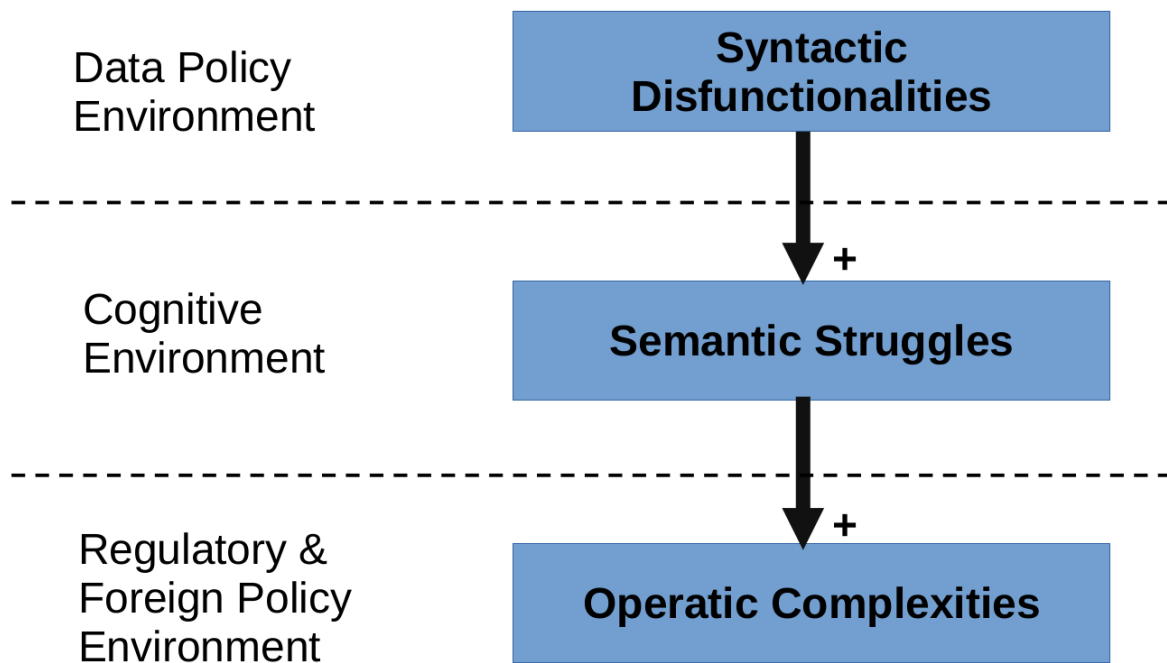 Data Policy
Environment
Syntactic
Disfunctionalities
+
Cognitive
Environment
Semantic Struggles
+
Regulatory &
Foreign Policy
Environment
Operatic Complexities